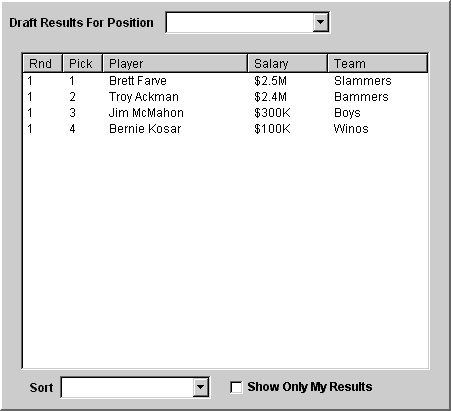 Draft Results For Position
Rnd Pick Player Salary Team
1 1 Brett Farve $2.5M Slammers
1 2 Troy Ackman $2.4M Bammers
1 3 Jim McMahon $300K Boys
1 4 Bernie Kosar $100K Winos
Sort Show Only My Results